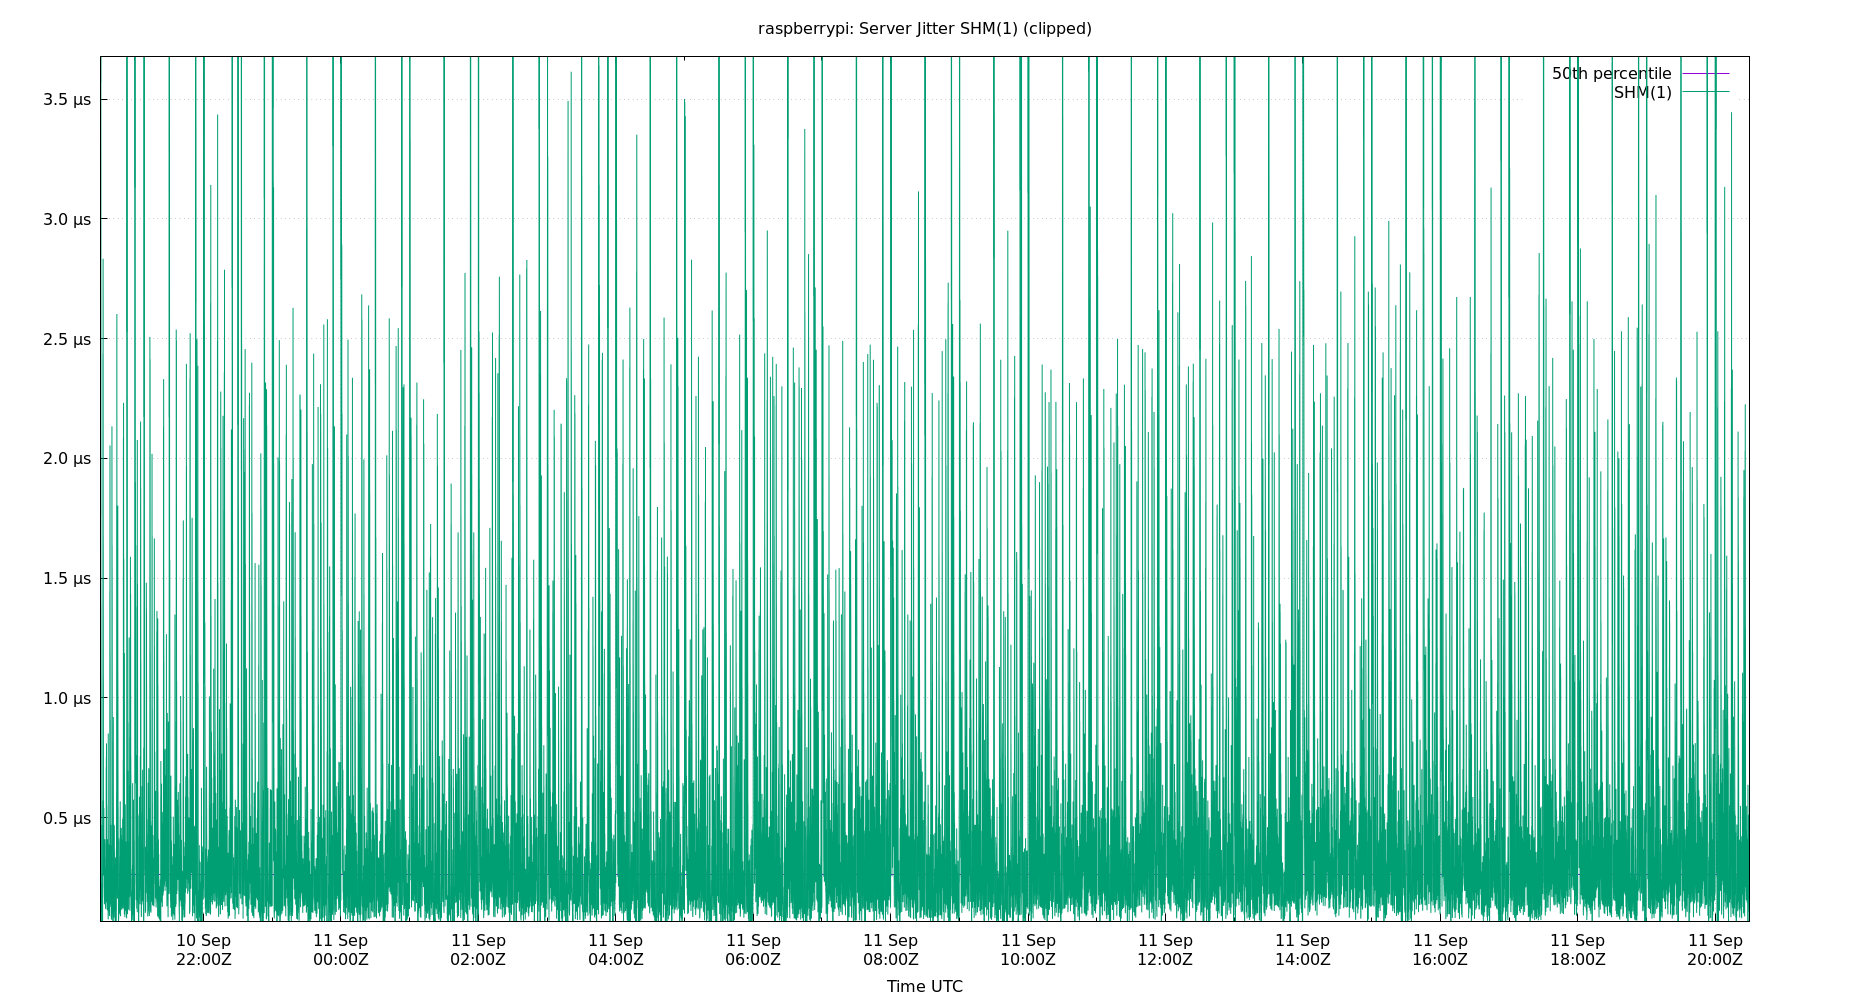 raspberrypi: Server Jitter SHM(1) (clipped)
50th percentile
SHM(1)
3.5 µs
3.0 µs
2.5 µs
2.0 µs
1.5 µs
1.0 µs
0.5 µs
10 Sep 11 Sep 11 Sep 11 Sep 11 Sep 11 Sep 11 Sep 11 Sep 11 Sep 11 Sep 11 Sep 11 Sep
22:00Z 00:00Z 02:00Z 04:00Z 06:00Z 08:00Z 10:00Z 12:00Z 14:00Z 16:00Z 18:00Z 20:00Z
Time UTC